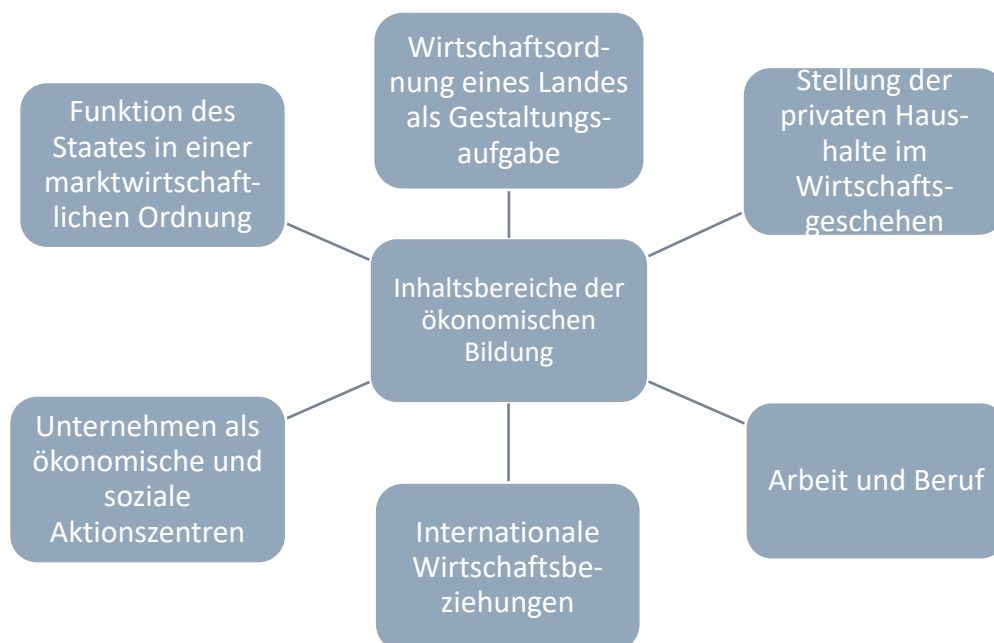 Wirtschaftsord-
nung eines Landes
als Gestaltungs-
aufgabe
Stellung der
privaten Haus-
halte im
Wirtschafts-
geschehen
Funktion des
Staates in einer
marktwirtschaft-
lichen Ordnung
Inhaltsbereiche der
ökonomischen
Bildung
Unternehmen als
ökonomische und
soziale
Aktionszentren
Arbeit und Beruf
Internationale
Wirtschaftsbe-
ziehungen